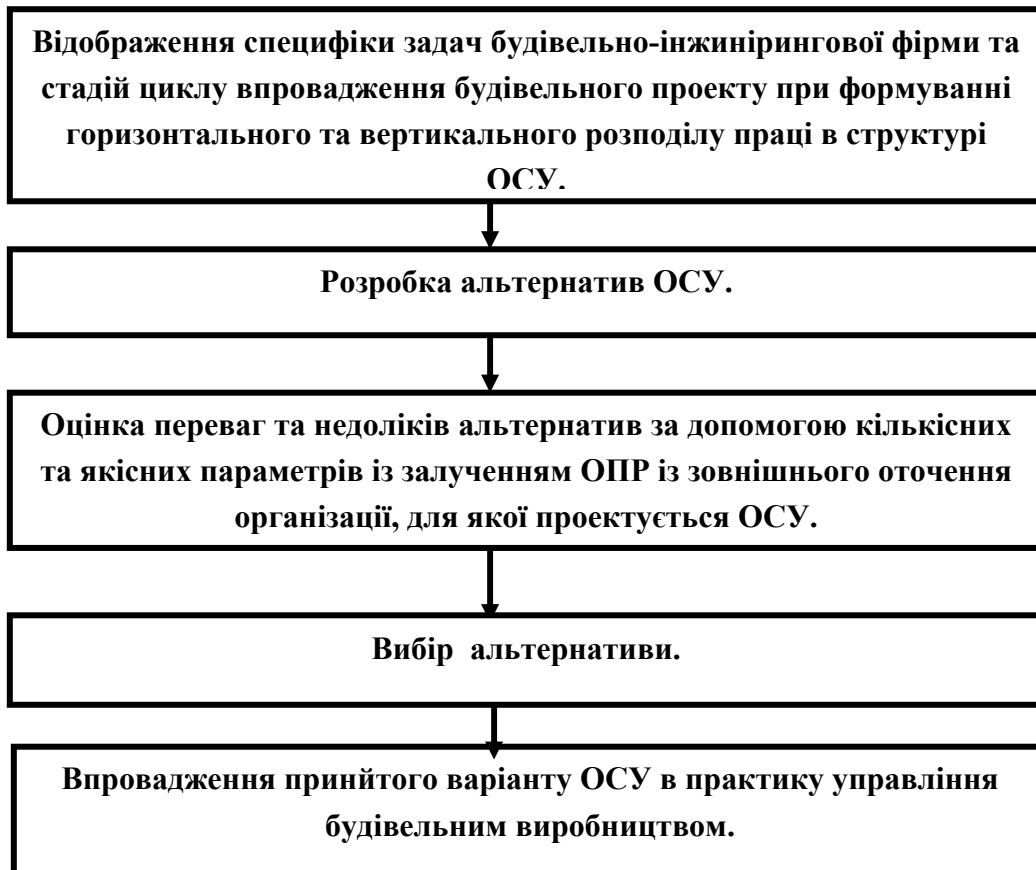 Відображення специфіки задач будівельно-інжинірингової фірми та
стадій циклу впровадження будівельного проекту при формуванні
горизонтального та вертикального розподілу праці в структурі
ОСУ.
Розробка альтернатив ОСУ.
Оцінка переваг та недоліків альтернатив за допомогою кількісних
та якісних параметрів із залученням ОПР із зовнішнього оточення
організації, для якої проектується ОСУ.
Вибір альтернативи.
Впровадження принйтого варіанту ОСУ в практику управління
будівельним виробництвом.